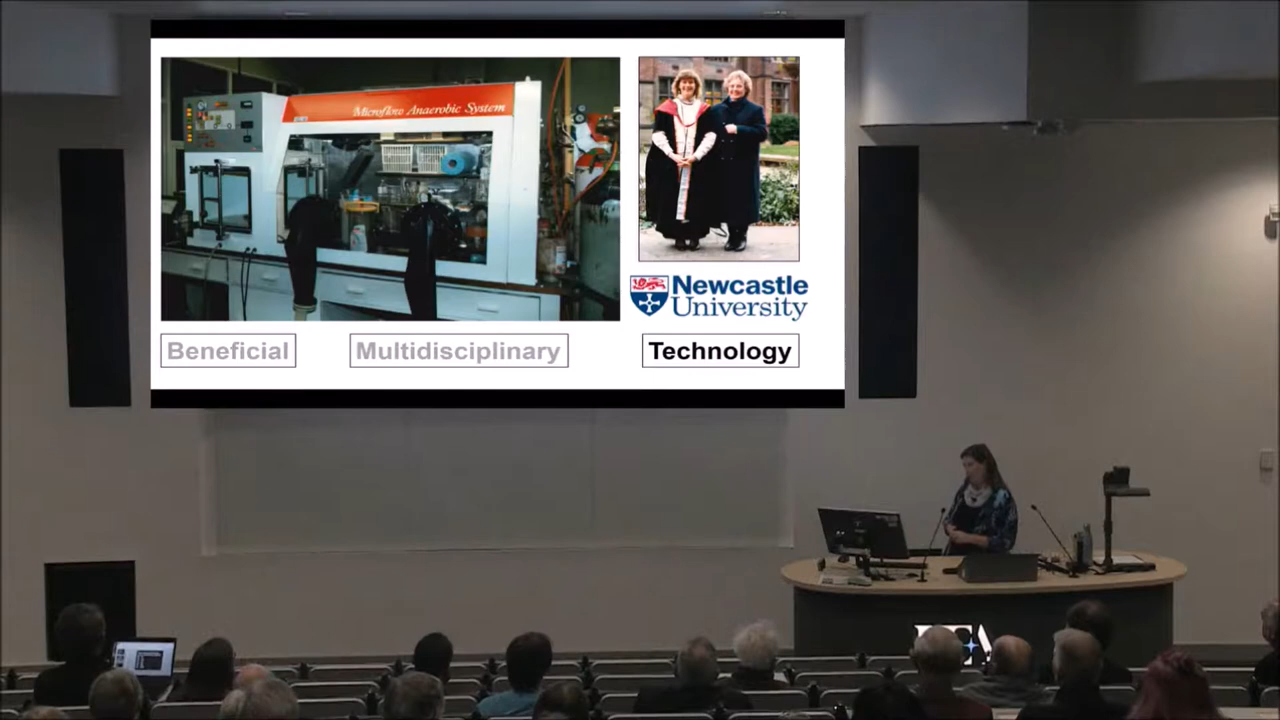 Microflow Anaerobic System
Newcastle
University
Beneficial
Multidisciplinary
Technology